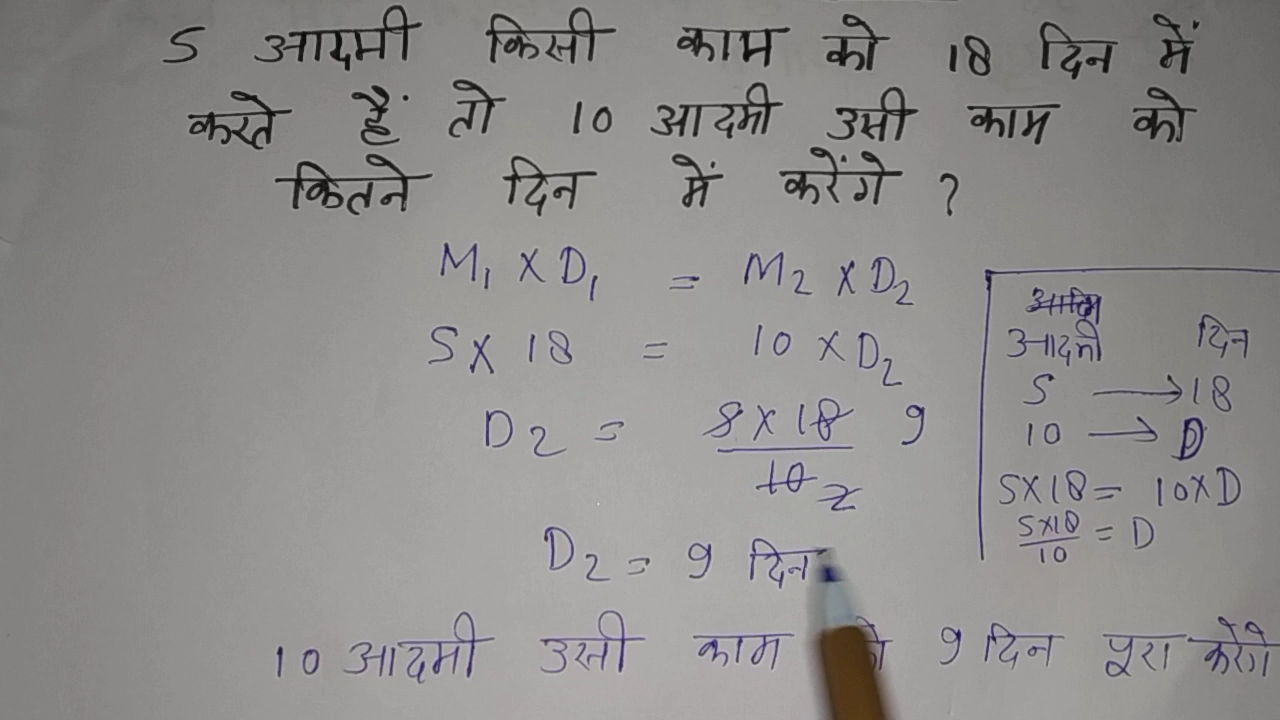 5 आदमी किसी काम को 18 दिन में
करते हैं तो 10 आदमी उसी काम को
कितने दिन में करेंगे ?
M₁ X D₁ = M₂ X D₂
5 X 18 = 10 X D₂
D₂ = 5 X 18 9
10 2
D₂ = 9 दिन
आदमी दिन
5 → 18
10 → D
5X18 = 10XD
5X18 = D
10
10 आदमी उसी काम 9 दिन पूरा करेंगे